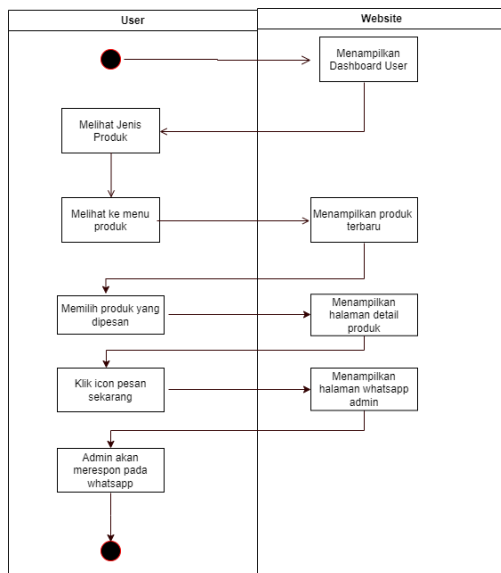 User
Website
Menampilkan
Dashboard User
Melihat Jenis
Produk
Melihat ke menu
produk
Menampilkan produk
terbaru
Memilih produk yang
dipesan
Menampilkan
halaman detail
produk
Klik icon pesan
sekarang
Menampilkan
halaman whatsapp
admin
Admin akan
merespon pada
whatsapp